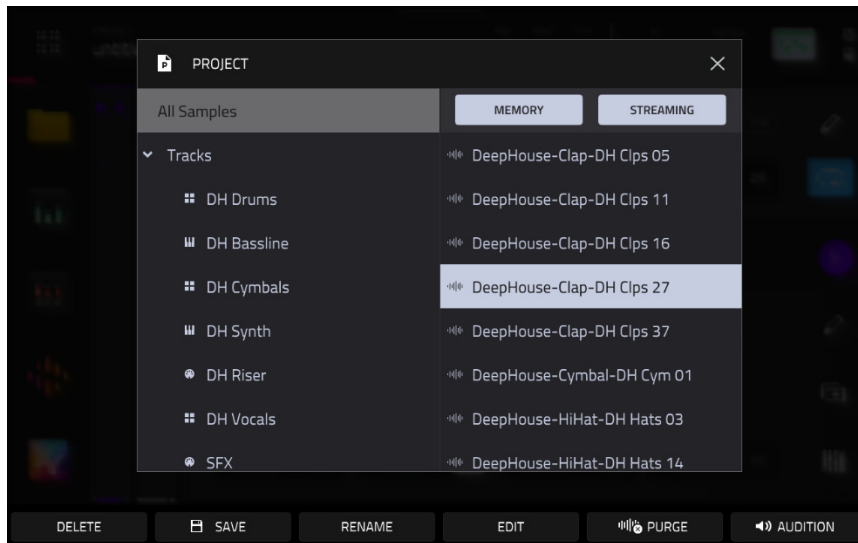 PROJECT
All Samples
MEMORY
STREAMING
Tracks
DH Drums
DH Bassline
DH Cymbals
DH Synth
DH Riser
DH Vocals
SFX
DeepHouse-Clap-DH Clps 05
DeepHouse-Clap-DH Clps 11
DeepHouse-Clap-DH Clps 16
DeepHouse-Clap-DH Clps 27
DeepHouse-Clap-DH Clps 37
DeepHouse-Cymbal-DH Cym 01
DeepHouse-HiHat-DH Hats 03
DeepHouse-HiHat-DH Hats 14
DELETE
SAVE
RENAME
EDIT
PURGE
AUDITION